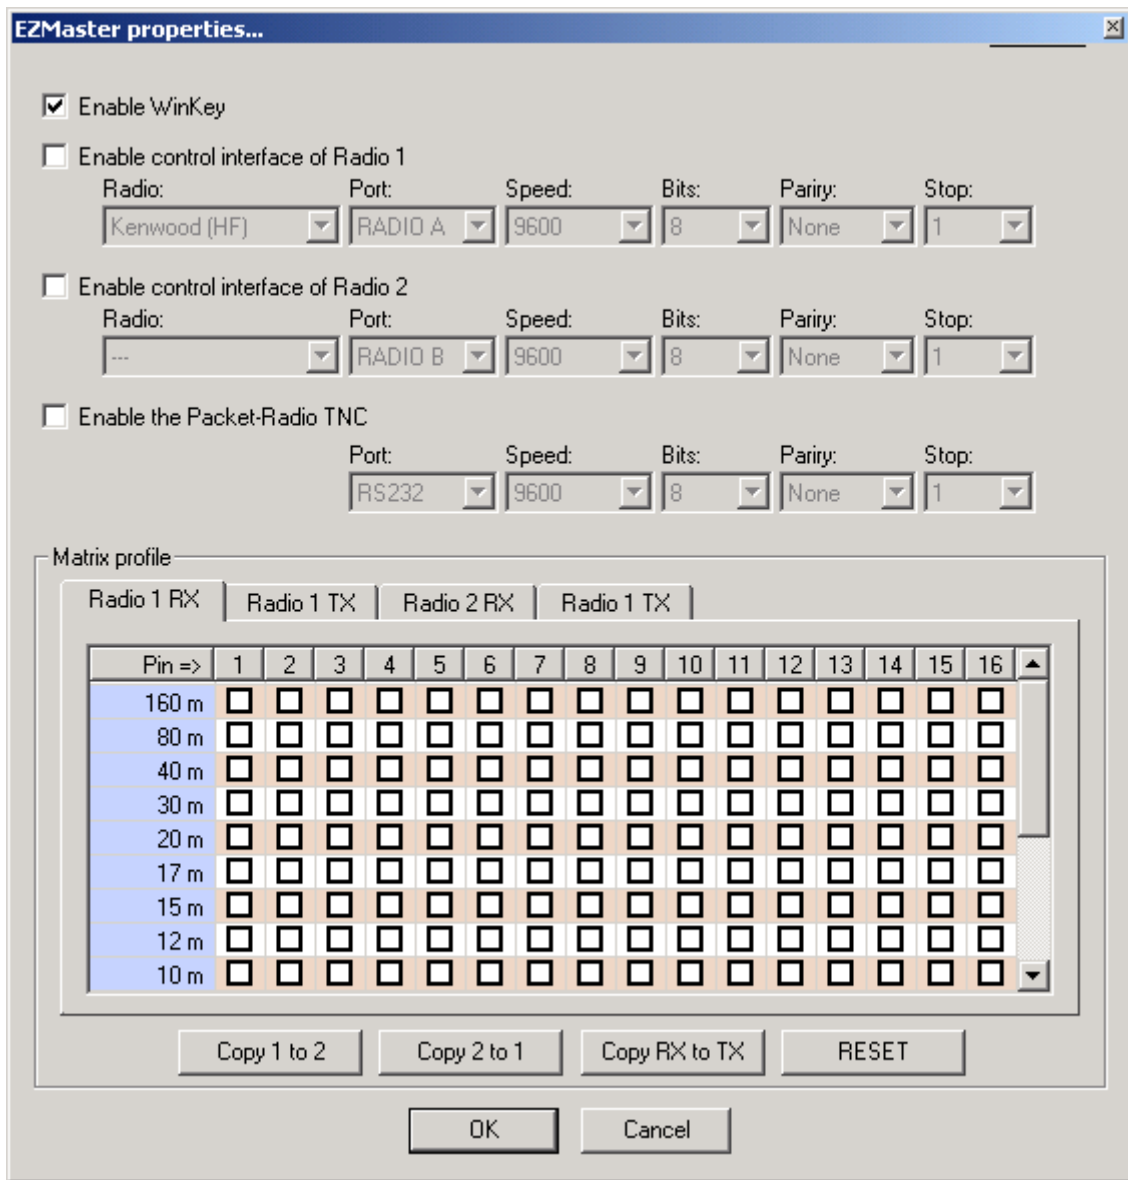 EZMaster properties...
Enable WinKey
Enable control interface of Radio 1
Radio: Port: Speed: Bits: Pariry: Stop:
Kenwood (HF) RADIO A 9600 8 None 1
Enable control interface of Radio 2
Radio: Port: Speed: Bits: Pariry: Stop:
--- RADIO B 9600 8 None 1
Enable the Packet-Radio TNC
Port: Speed: Bits: Pariry: Stop:
RS232 9600 8 None 1
Matrix profile
Radio 1 RX Radio 1 TX Radio 2 RX Radio 1 TX
Pin => 1 2 3 4 5 6 7 8 9 10 11 12 13 14 15 16
160 m
80 m
40 m
30 m
20 m
17 m
15 m
12 m
10 m
Copy 1 to 2 Copy 2 to 1 Copy RX to TX RESET
OK Cancel